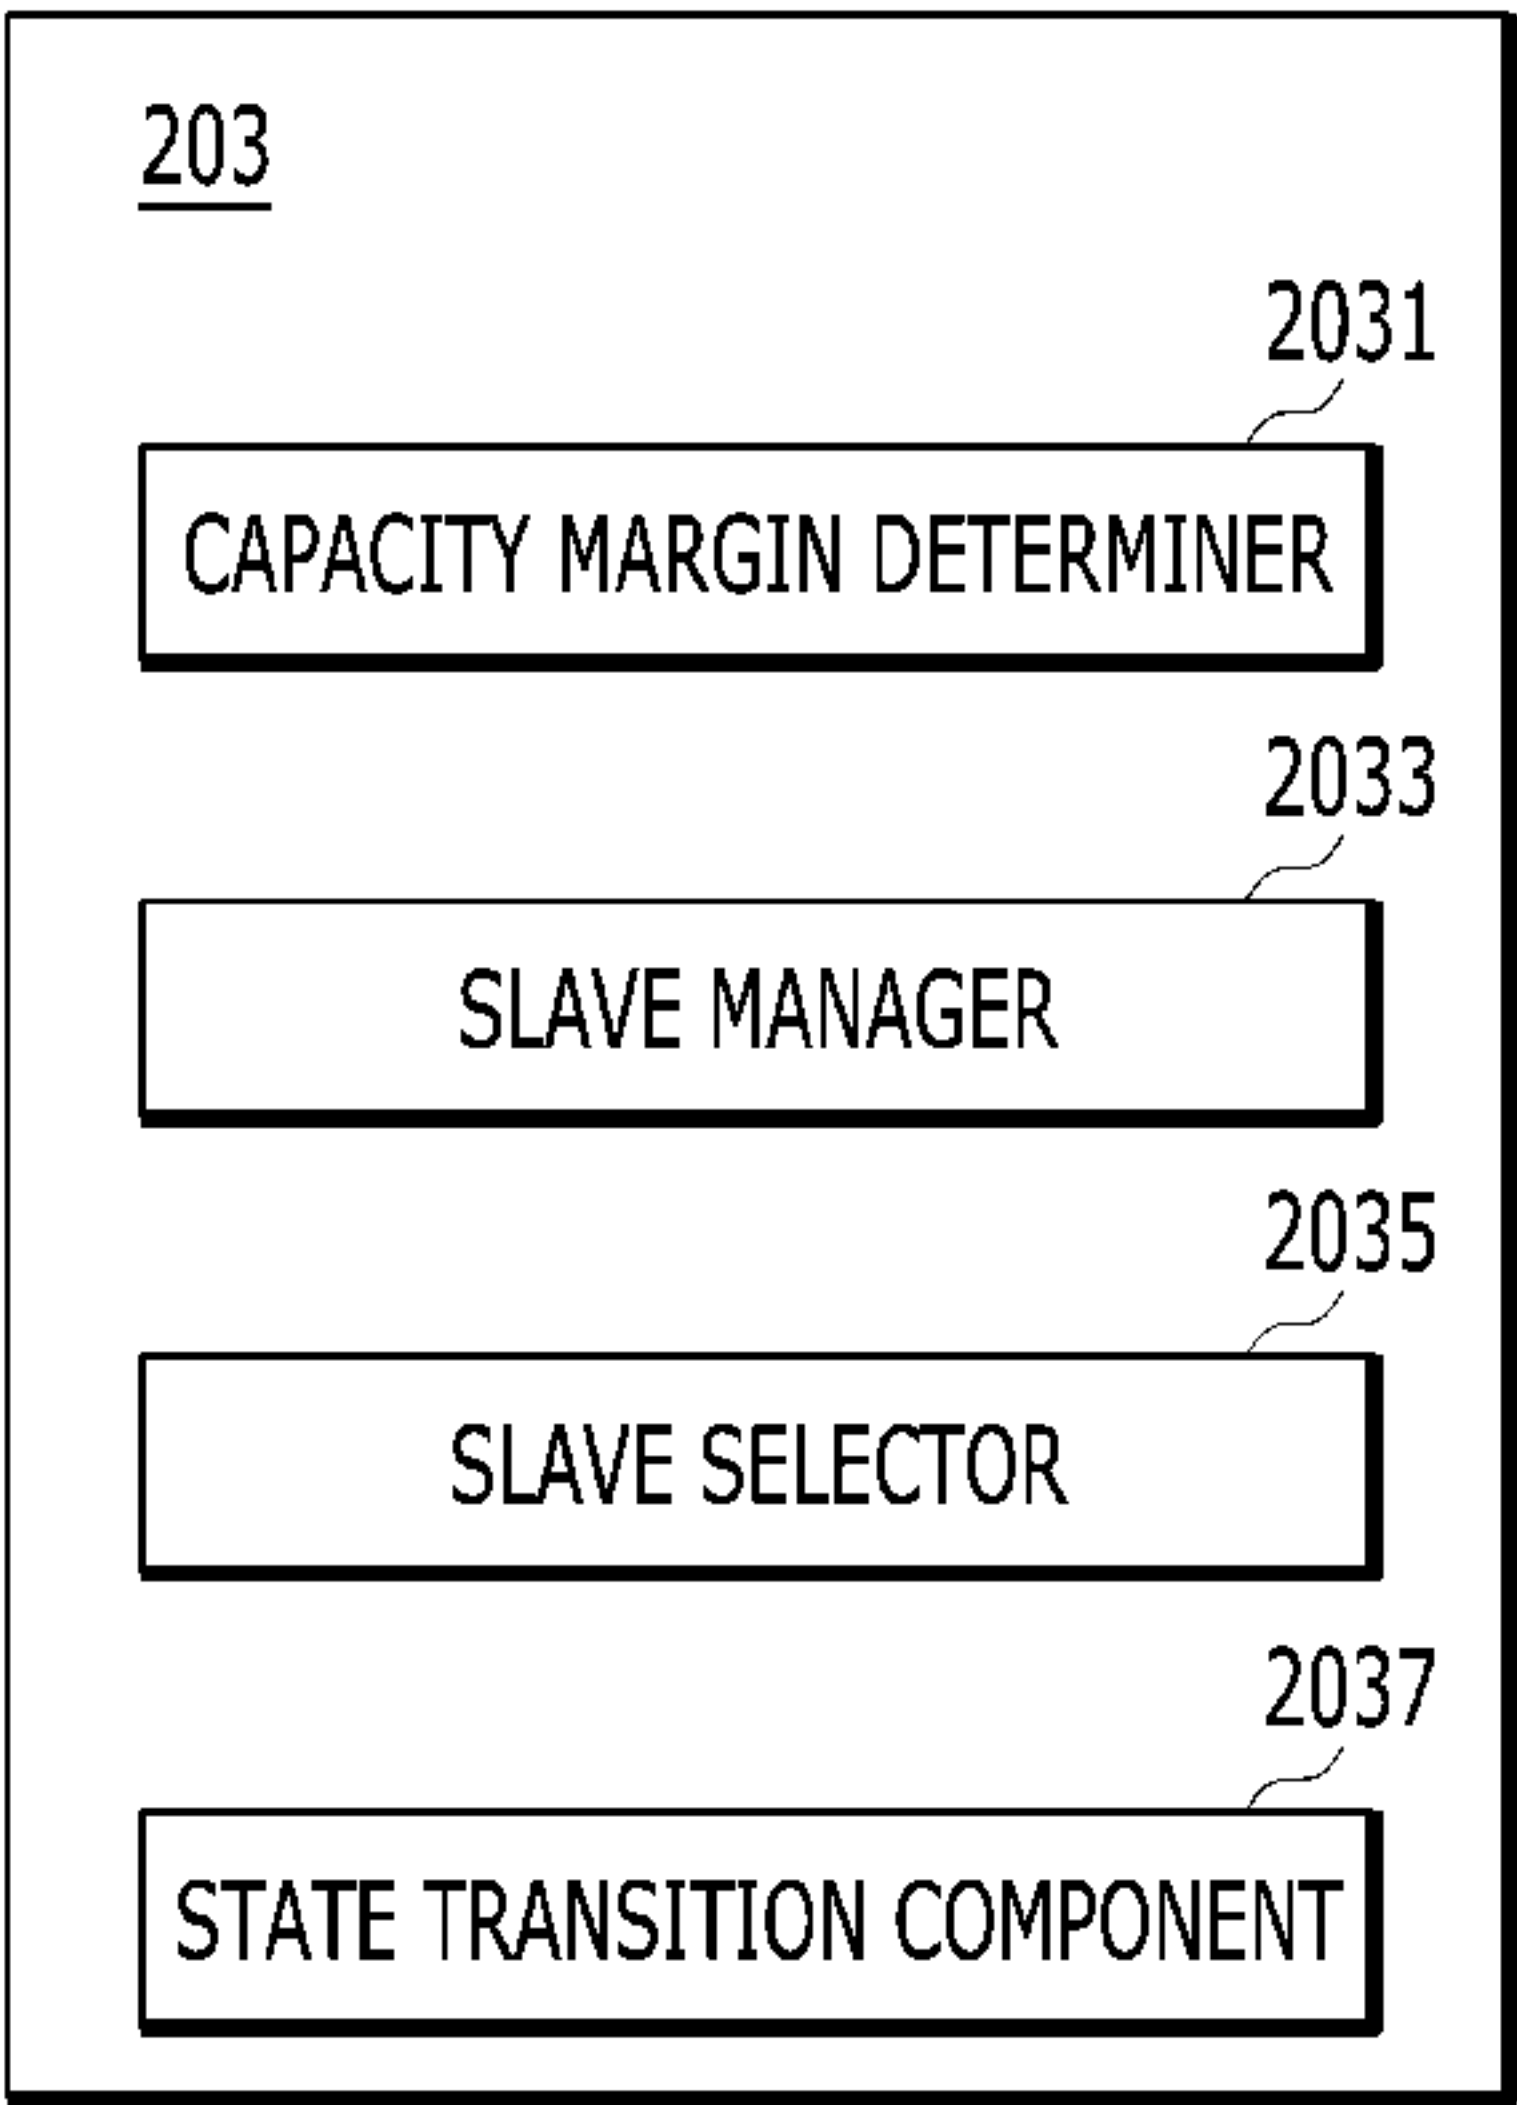 203
2031
CAPACITY MARGIN DETERMINER
2033
SLAVE MANAGER
2035
SLAVE SELECTOR
2037
STATE TRANSITION COMPONENT